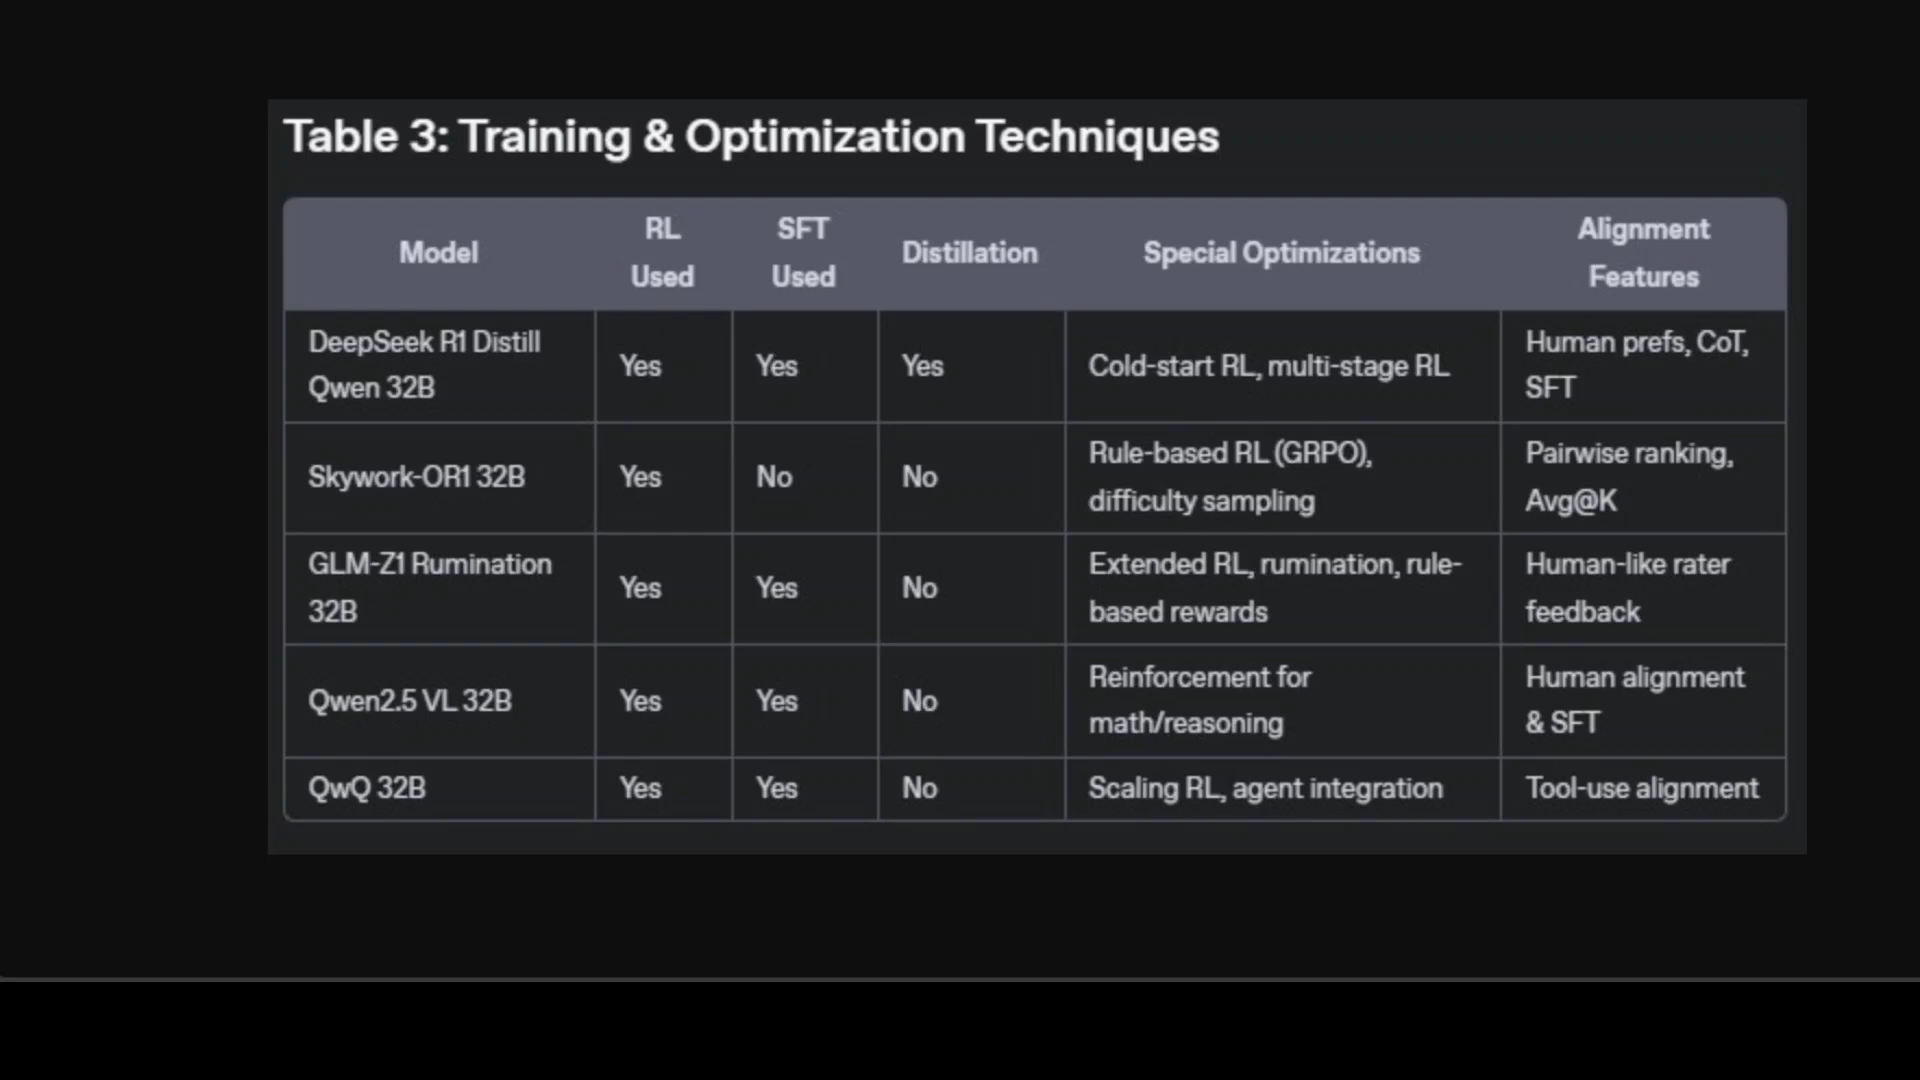 Table 3: Training & Optimization Techniques
Model
RL
Used
SFT
Used
Distillation
Special Optimizations
Alignment
Features
DeepSeek R1 Distill
Qwen 32B
Yes
Yes
Yes
Cold-start RL, multi-stage RL
Human prefs, CoT,
SFT
Skywork-OR1 32B
Yes
No
No
Rule-based RL (GRPO),
difficulty sampling
Pairwise ranking,
Avg@K
GLM-Z1 Rumination
32B
Yes
Yes
No
Extended RL, rumination, rule-
based rewards
Human-like rater
feedback
Qwen2.5 VL 32B
Yes
Yes
No
Reinforcement for
math/reasoning
Human alignment
& SFT
QwQ 32B
Yes
Yes
No
Scaling RL, agent integration
Tool-use alignment